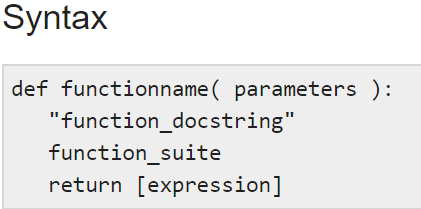 Syntax
def functionname( parameters ):
   "function_docstring"
   function_suite
   return [expression]